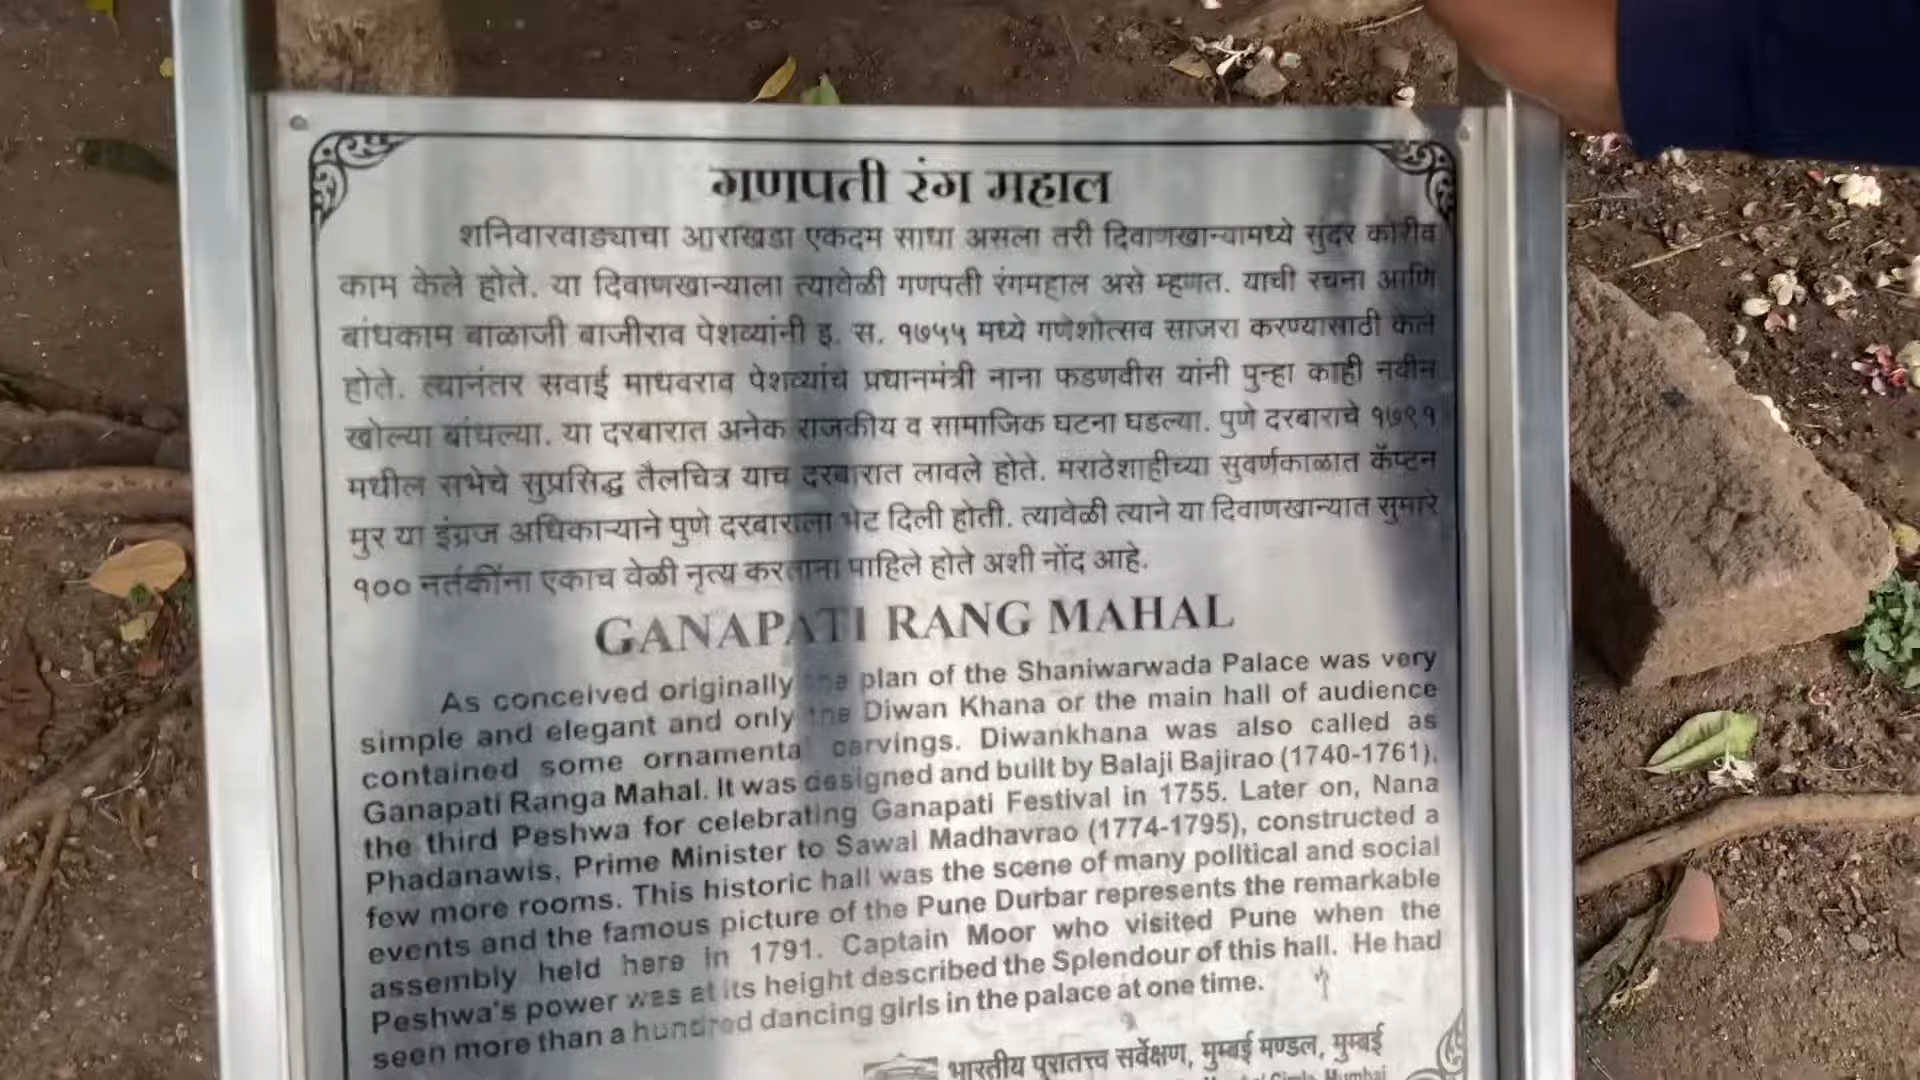 गणपती रंग महाल
शनिवारवाड्याचा आराखडा एकदम साधा असला तरी दिवाणखान्यामध्ये सुंदर कोरीव
काम केले होते. या दिवाणखान्याला त्यावेळी गणपती रंगमहाल असे म्हणत. याची रचना आणि
बांधकाम बाळाजी बाजीराव पेशव्यांनी इ. स. १७५५ मध्ये गणेशोत्सव साजरा करण्यासाठी केले
होते. त्यानंतर सवाई माधवराव पेशव्यांचे प्रधानमंत्री नाना फडणवीस यांनी पुन्हा काही नवीन
खोल्या बांधल्या. या दरबारात अनेक राजकीय व सामाजिक घटना घडल्या. पुणे दरबाराचे १७९१
मधील सभेचे सुप्रसिद्ध तैलचित्र याच दरबारात लावले होते. मराठेशाहीच्या सुवर्णकाळात कॅप्टन
मुर या इंग्रज अधिकाऱ्याने पुणे दरबाराला भेट दिली होती. त्यावेळी त्याने या दिवाणखान्यात सुमारे
१०० नर्तकींना एकाच वेळी नृत्य करताना पाहिले होते अशी नोंद आहे.
GANAPATI RANG MAHAL
As conceived originally the plan of the Shaniwarwada Palace was very
simple and elegant and only the Diwan Khana or the main hall of audience
contained some ornamental carvings. Diwankhana was also called as
Ganapati Ranga Mahal. It was designed and built by Balaji Bajirao (1740-1761),
the third Peshwa for celebrating Ganapati Festival in 1755. Later on, Nana
Phadanawis, Prime Minister to Sawai Madhavrao (1774-1795), constructed a
few more rooms. This historic hall was the scene of many political and social
events and the famous picture of the Pune Durbar represents the remarkable
assembly held here in 1791. Captain Moor who visited Pune when the
Peshwa's power was at its height described the Splendour of this hall. He had
seen more than a hundred dancing girls in the palace at one time.
भारतीय पुरातत्त्व सर्वेक्षण, मुम्बई मण्डल, मुम्बई